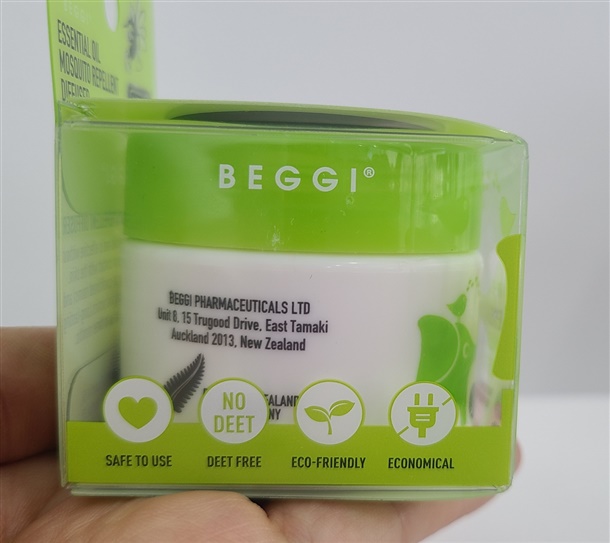 ESSENTIAL OIL
MOSQUITO REPELLENT
DIFFUSER
BEGGI®
BEGGI PHARMACEUTICALS LTD
Unit 8, 15 Trugood Drive, East Tamaki
Auckland 2013, New Zealand
NO
DEET
SAFE TO USE
DEET FREE
ECO-FRIENDLY
ECONOMICAL